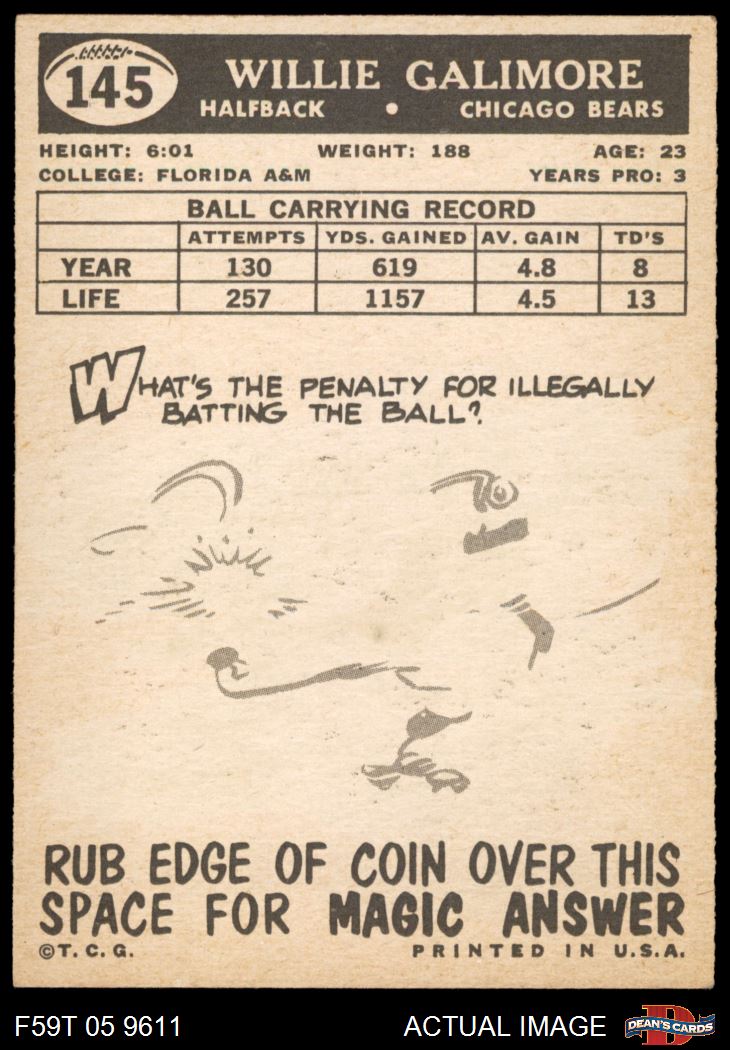 145
WILLIE GALIMORE
HALFBACK • CHICAGO BEARS
HEIGHT: 6:01 WEIGHT: 188 AGE: 23
COLLEGE: FLORIDA A&M YEARS PRO: 3
BALL CARRYING RECORD
ATTEMPTS YDS. GAINED AV. GAIN TD'S
YEAR 130 619 4.8 8
LIFE 257 1157 4.5 13
WHAT'S THE PENALTY FOR ILLEGALLY
BATTING THE BALL?
RUB EDGE OF COIN OVER THIS
SPACE FOR MAGIC ANSWER
©T. C. G. PRINTED IN U.S.A.
F59T 05 9611 ACTUAL IMAGE D DEAN'S CARDS